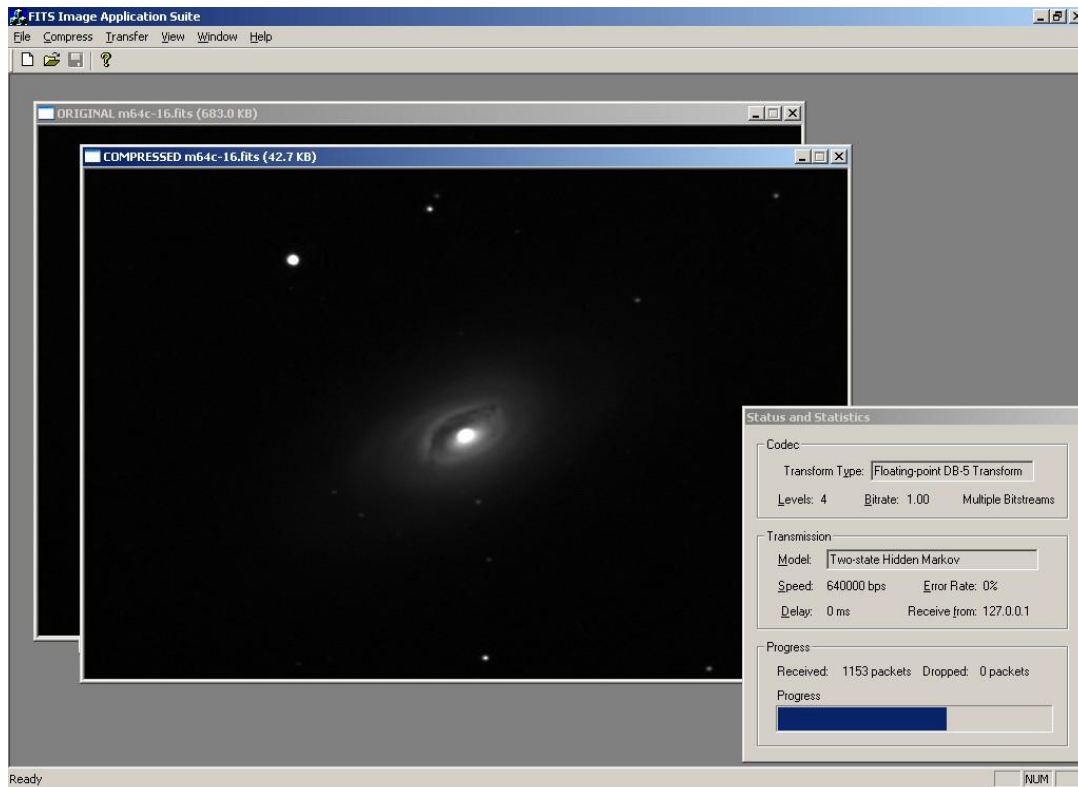 FITS Image Application Suite
File Compress Transfer View Window Help
ORIGINAL m64c-16.fits (683.0 KB)
COMPRESSED m64c-16.fits (42.7 KB)
Status and Statistics
Codec
Transform Type: Floating-point DB-5 Transform
Levels: 4 Bitrate: 1.00 Multiple Bitstreams
Transmission
Model: Two-state Hidden Markov
Speed: 640000 bps Error Rate: 0%
Delay: 0 ms Receive from: 127.0.0.1
Progress
Received: 1153 packets Dropped: 0 packets
Progress
Ready NUM